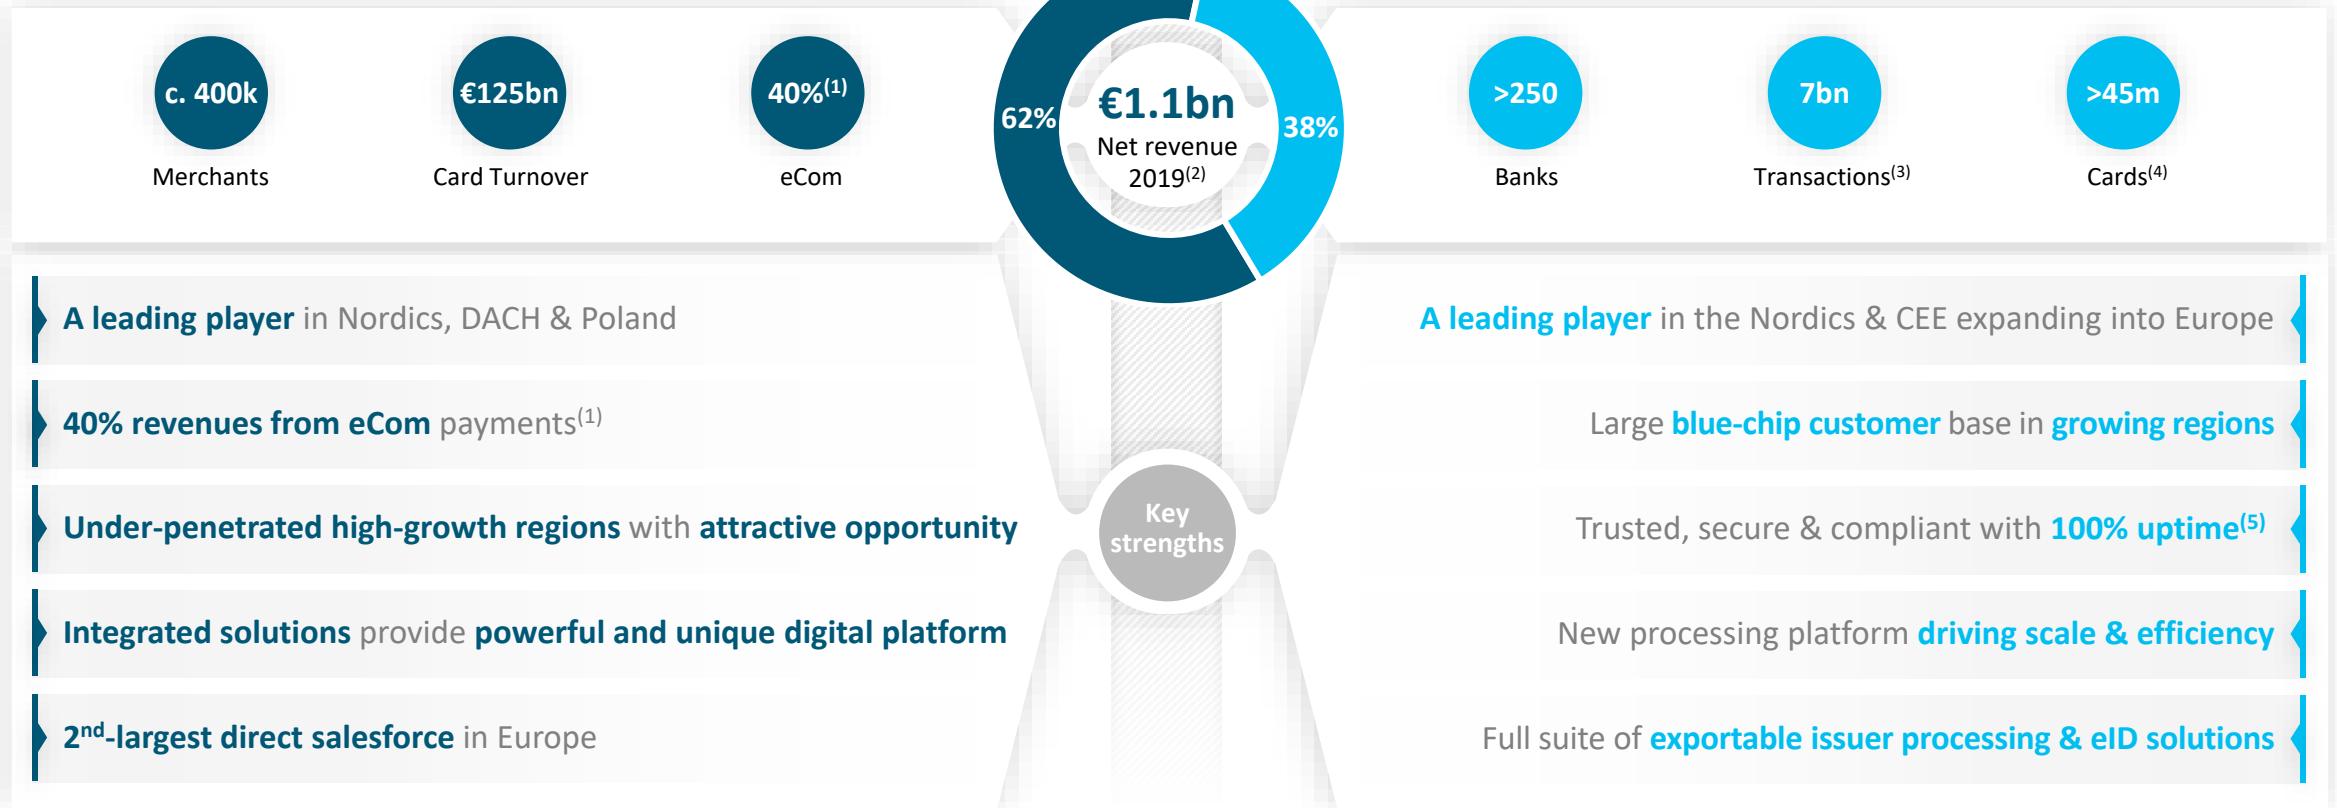 c. 400k
Merchants
€125bn
Card Turnover
40%(1)
eCom
62%
€1.1bn
Net revenue
2019(2)
38%
>250
Banks
7bn
Transactions(3)
>45m
Cards(4)
A leading player in Nordics, DACH & Poland
40% revenues from eCom payments(1)
Under-penetrated high-growth regions with attractive opportunity
Integrated solutions provide powerful and unique digital platform
2nd-largest direct salesforce in Europe
Key
strengths
A leading player in the Nordics & CEE expanding into Europe
Large blue-chip customer base in growing regions
Trusted, secure & compliant with 100% uptime(5)
New processing platform driving scale & efficiency
Full suite of exportable issuer processing & eID solutions